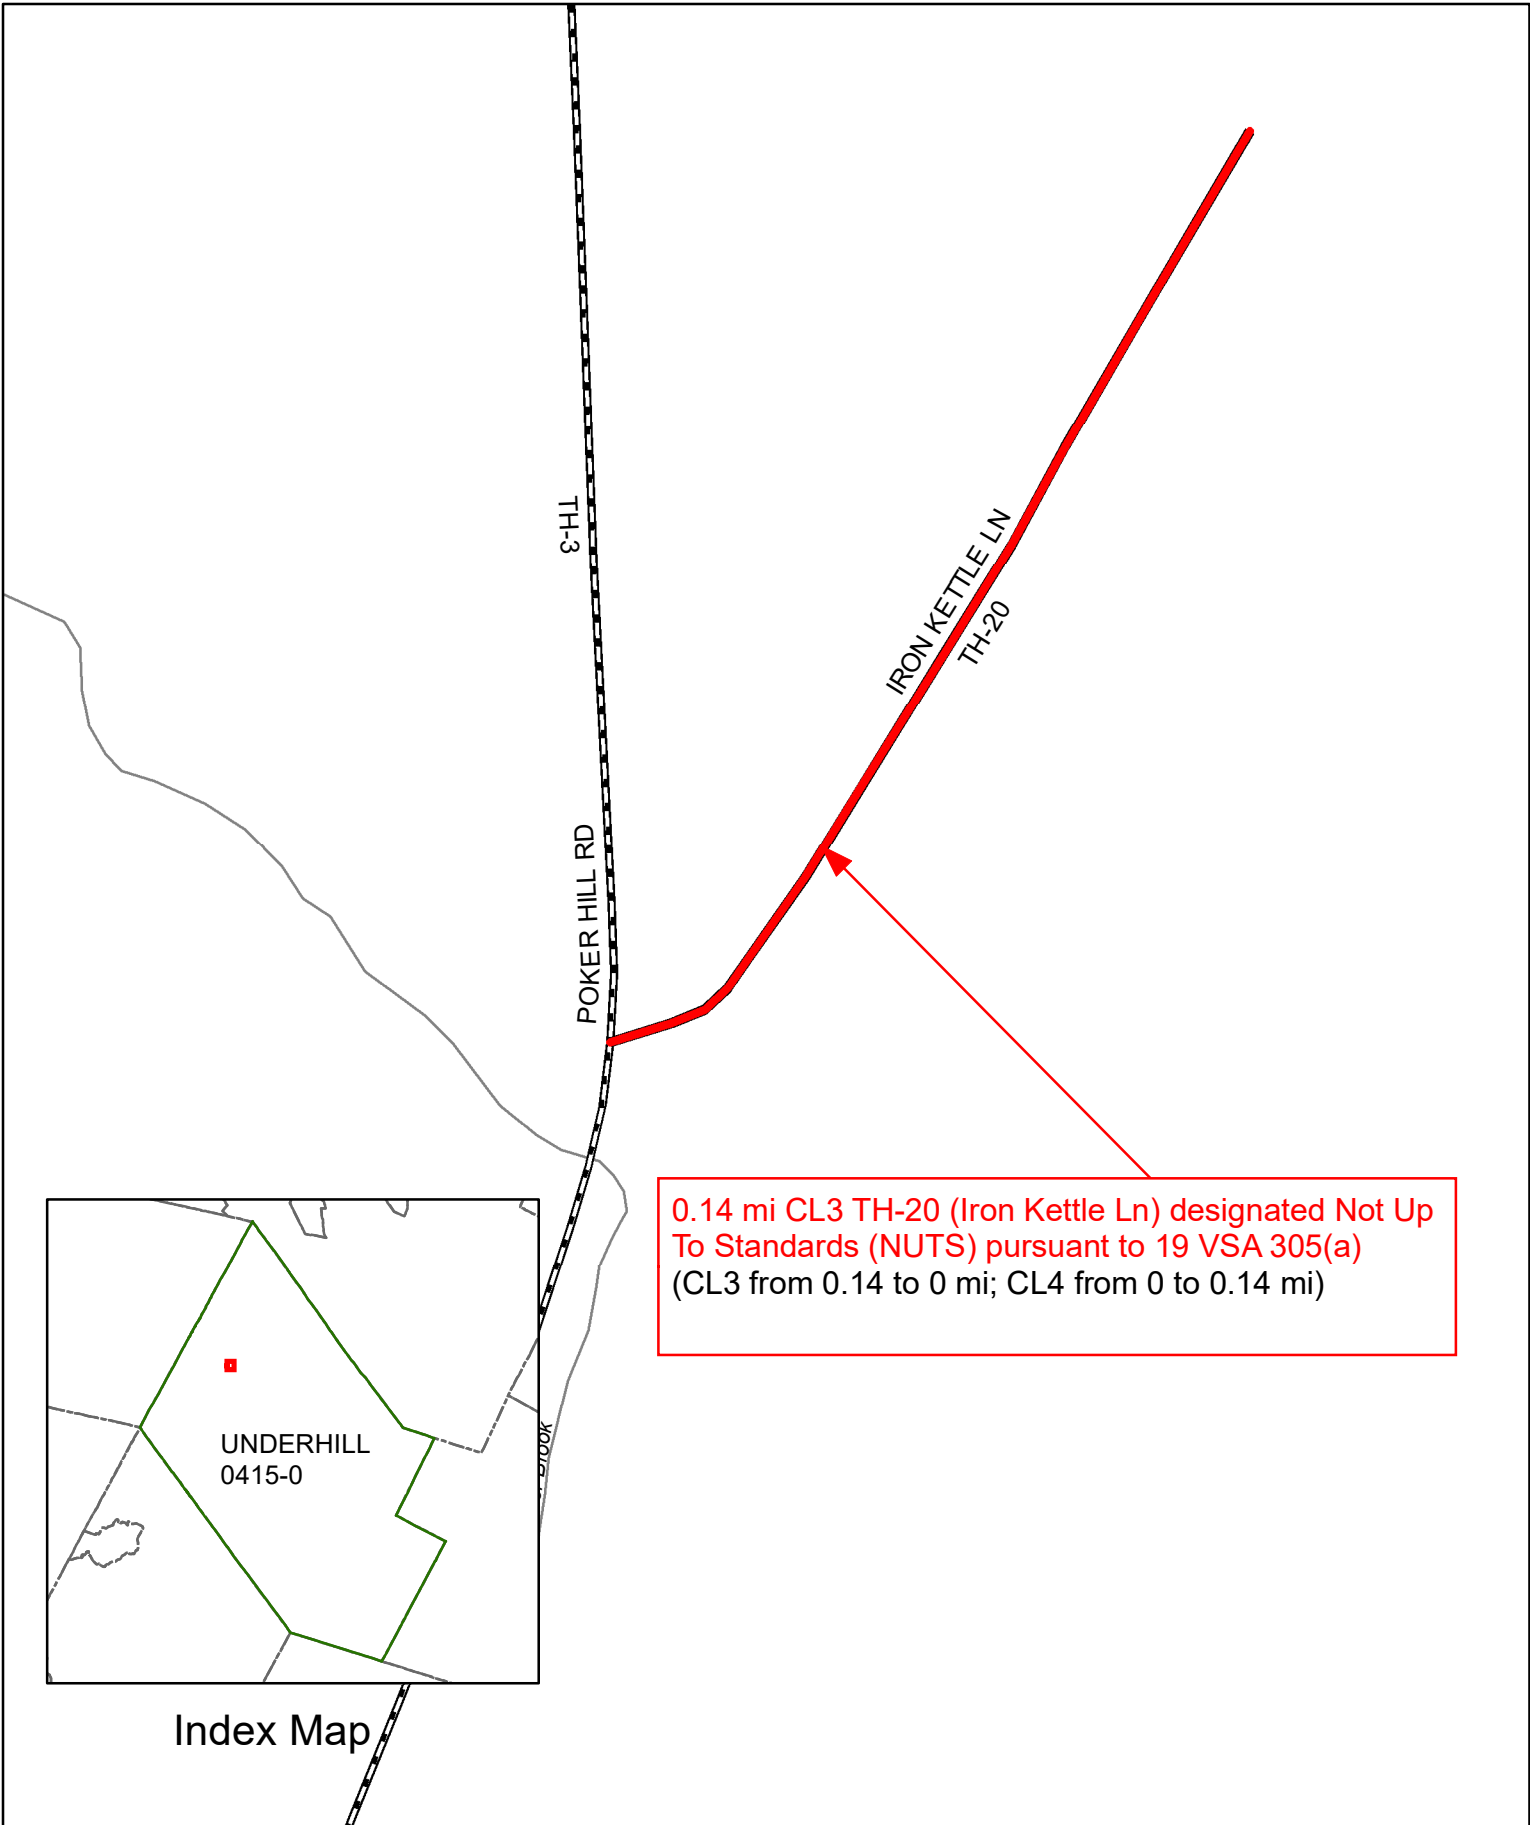 TH-3
IRON KETTLE LN
TH-20
POKER HILL RD
0.14 mi CL3 TH-20 (Iron Kettle Ln) designated Not Up
To Standards (NUTS) pursuant to 19 VSA 305(a)
(CL3 from 0.14 to 0 mi; CL4 from 0 to 0.14 mi)
UNDERHILL
0415-0
Brook
Index Map